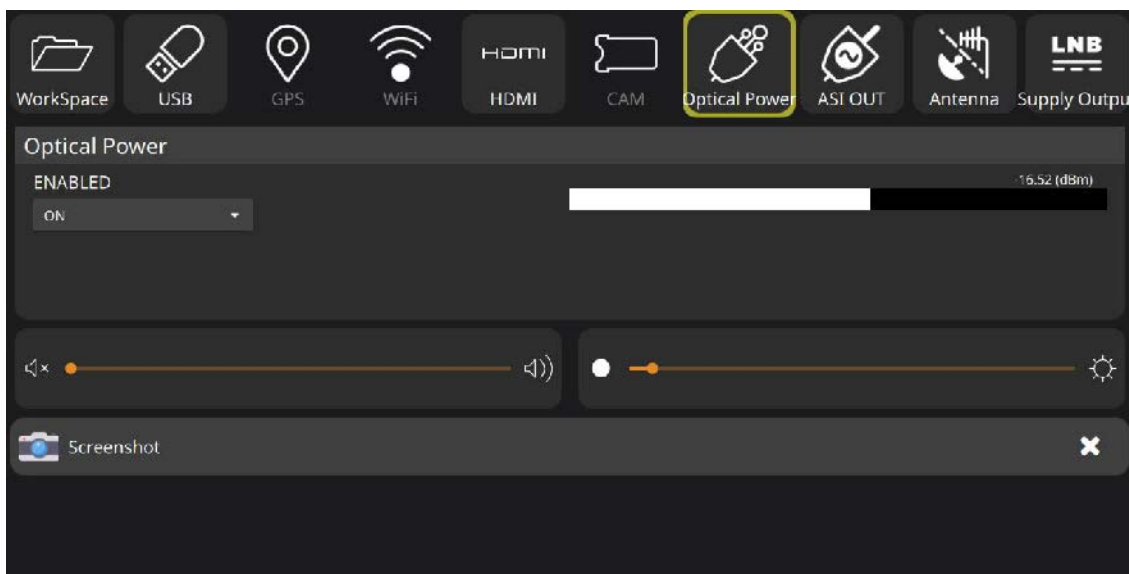 HDMI
LNB
WorkSpace USB GPS WiFi HDMI CAM Optical Power ASI OUT Antenna Supply Outpu
Optical Power
ENABLED
-16.52 (dBm)
ON
Screenshot